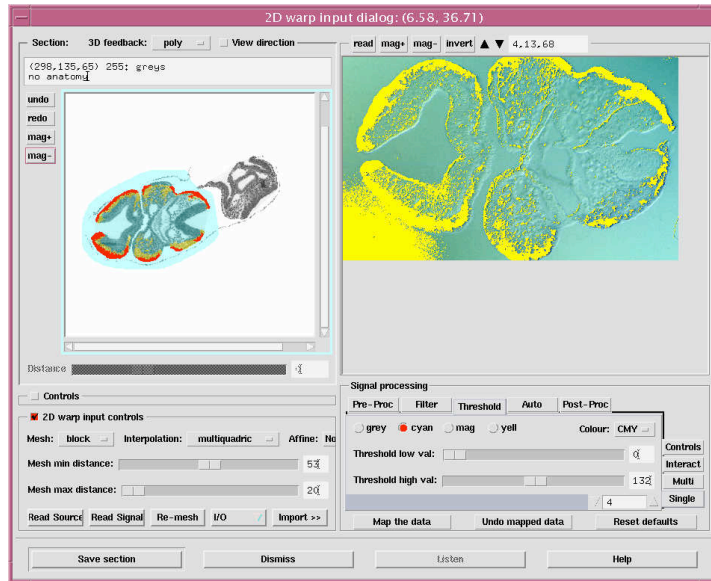 2D warp input dialog: (6.58, 36.71)
Section: 3D feedback: poly View direction
(298,135,65) 255: greys
no anatomy
undo
redo
mag+
mag-
Distance
read mag+ mag- invert 4,13,68
Controls
2D warp input controls
Mesh: block Interpolation: multiquadric Affine: No
Mesh min distance: 53
Mesh max distance: 20
Read Source Read Signal Re-mesh I/O Import >>
Signal processing
Pre-Proc Filter Threshold Auto Post-Proc
grey cyan mag yell Colour: CMY
Threshold low val: 0
Threshold high val: 132
4
Controls
Interact
Multi
Single
Map the data Undo mapped data Reset defaults
Save section Dismiss Listen Help